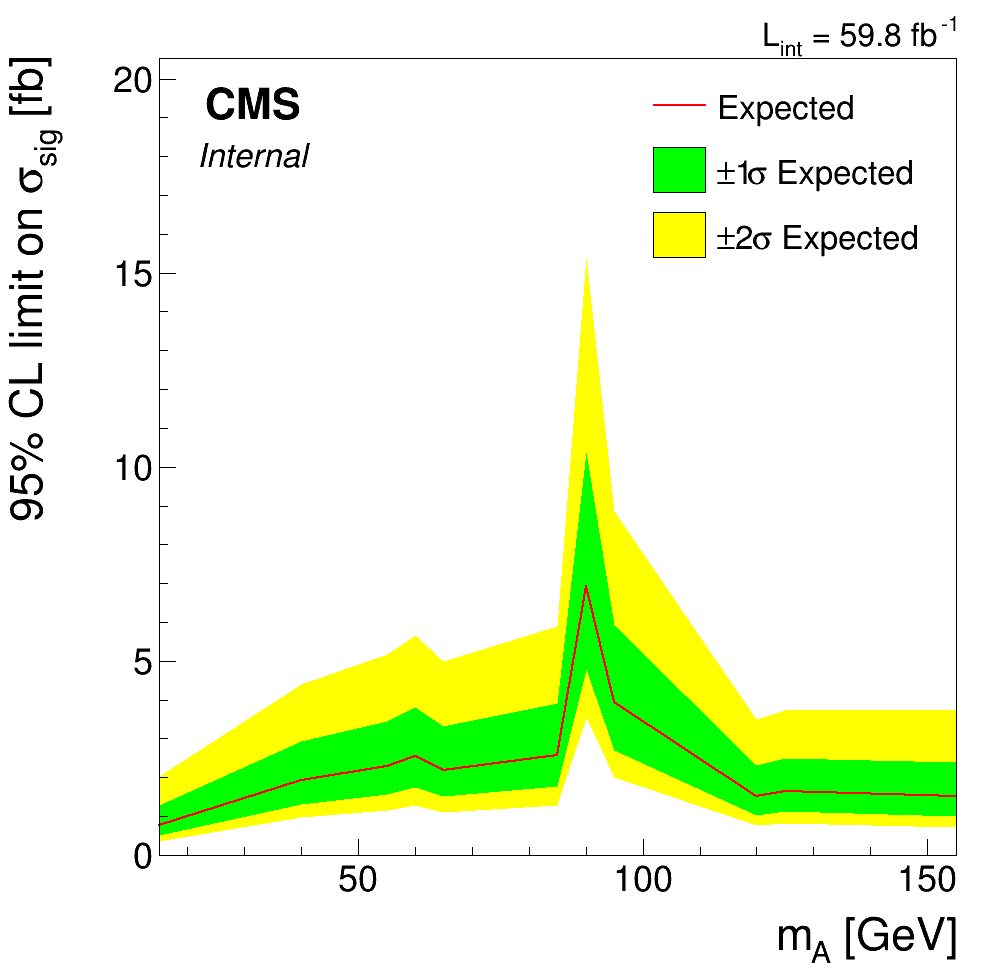 L_int = 59.8 fb^-1
95% CL limit on σ_sig [fb]
CMS
Internal
Expected
±1σ Expected
±2σ Expected
20
15
10
5
0
50 100 150
m_A [GeV]